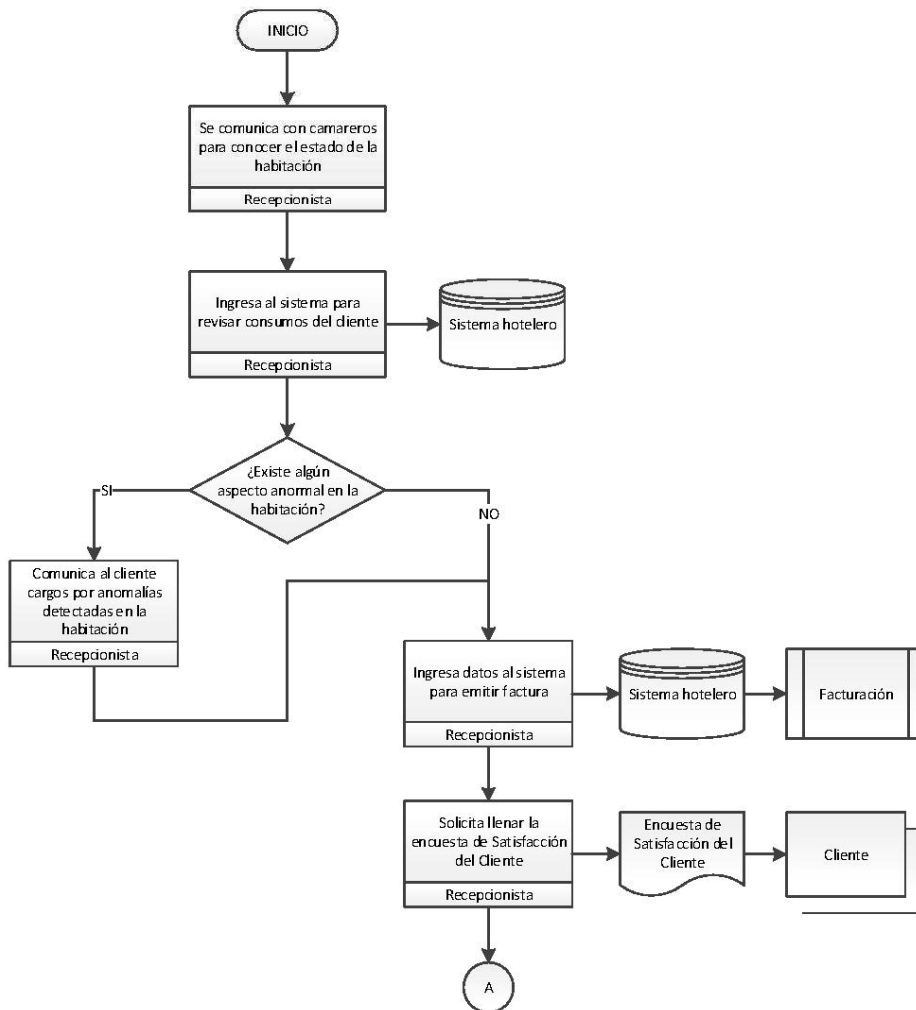 INICIO
Se comunica con camareros
para conocer el estado de la
habitación
Recepcionista
Ingresa al sistema para
revisar consumos del cliente
Recepcionista
Sistema hotelero
¿Existe algún
aspecto anormal en la
habitación?
SI
NO
Comunica al cliente
cargos por anomalías
detectadas en la
habitación
Recepcionista
Ingresa datos al sistema
para emitir factura
Recepcionista
Sistema hotelero
Facturación
Solicita llenar la
encuesta de Satisfacción
del Cliente
Recepcionista
Encuesta de
Satisfacción del
Cliente
Cliente
A